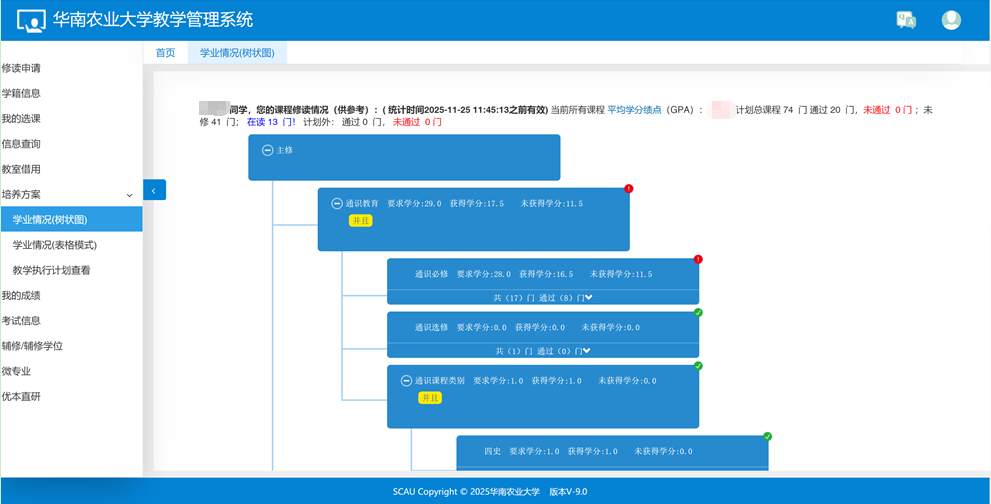 华南农业大学教学管理系统
首页 学业情况(树状图)
修读申请
学籍信息
我的选课
信息查询
教室借用
培养方案
学业情况(树状图)
学业情况(表格模式)
教学执行计划查看
我的成绩
考试信息
辅修/辅修学位
微专业
优本直研
同学，您的课程修读情况（供参考）:（统计时间2025-11-25 11:45:13之前有效) 当前所有课程 平均学分绩点（GPA）: 计划总课程 74 门 通过 20 门，未通过 0 门；未
修 41 门； 在读 13 门！ 计划外： 通过 0 门， 未通过 0 门
主修
通识教育 要求学分:29.0 获得学分:17.5 未获得学分:11.5
并且
通识必修 要求学分:28.0 获得学分:16.5 未获得学分:11.5
共（17）门 通过（8）门
通识选修 要求学分:0.0 获得学分:0.0 未获得学分:0.0
共（1）门 通过（0）门
通识课程类别 要求学分:1.0 获得学分:1.0 未获得学分:0.0
并且
四史 要求学分:1.0 获得学分:1.0 未获得学分:0.0
SCAU Copyright © 2025华南农业大学 版本V-9.0